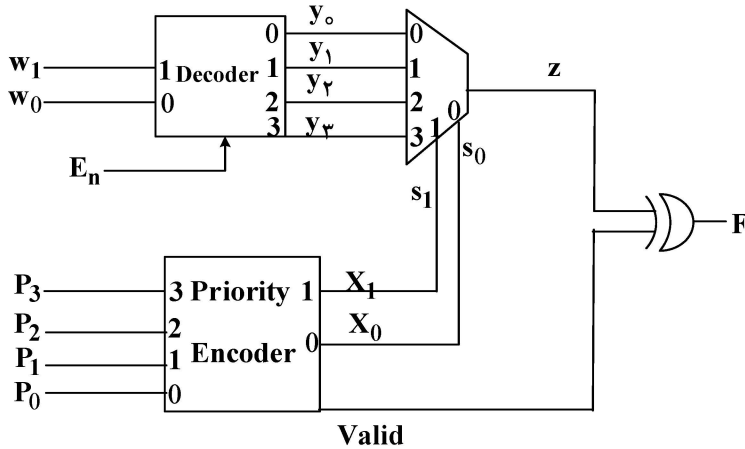 y۰
0 0
w1 1 Decoder 1 y۱ 1 z
w0 0 2 y۲ 2 0
3 y۳ 3 1 s0
En
s1
F
P3 3 Priority 1 X1
P2 2 X0
P1 1 Encoder 0
P0 0
Valid